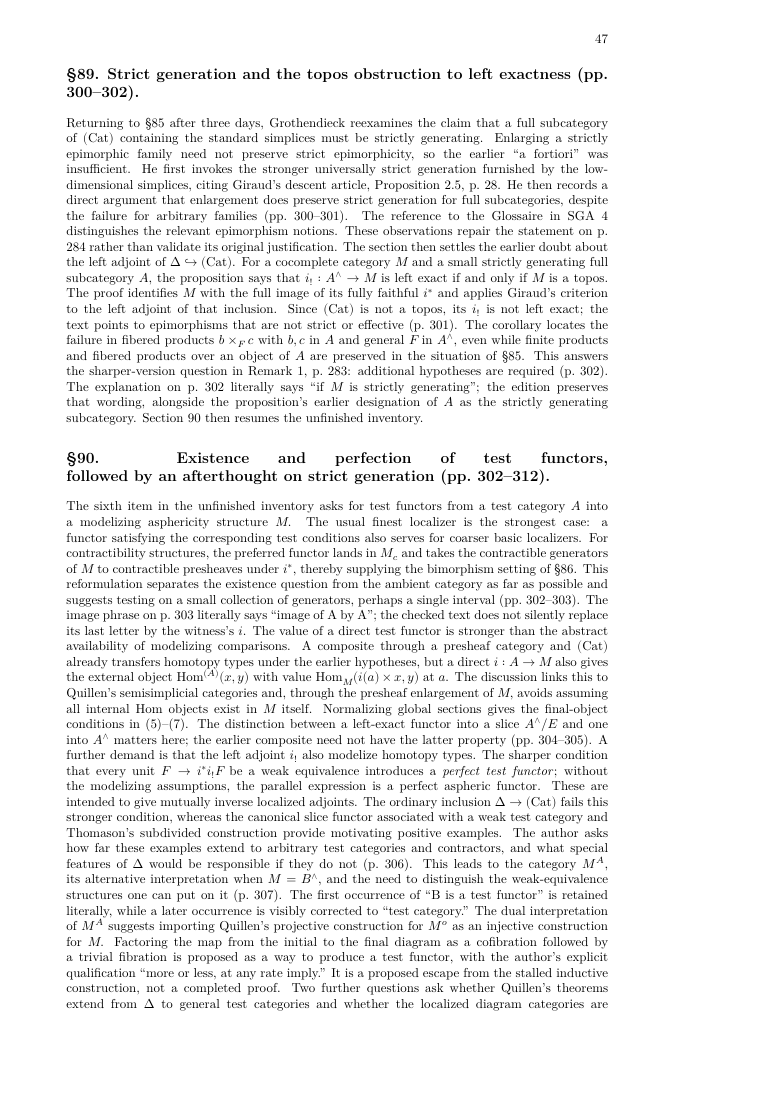 47
§89. Strict generation and the topos obstruction to left exactness (pp.
300–302).
Returning to §85 after three days, Grothendieck reexamines the claim that a full subcategory
of (Cat) containing the standard simplices must be strictly generating. Enlarging a strictly
epimorphic family need not preserve strict epimorphicity, so the earlier “a fortiori” was
insufficient. He first invokes the stronger universally strict generation furnished by the low-
dimensional simplices, citing Giraud’s descent article, Proposition 2.5, p. 28. He then records a
direct argument that enlargement does preserve strict generation for full subcategories, despite
the failure for arbitrary families (pp. 300–301). The reference to the Glossaire in SGA 4
distinguishes the relevant epimorphism notions. These observations repair the statement on p.
284 rather than validate its original justification. The section then settles the earlier doubt about
the left adjoint of Δ ↪ (Cat). For a cocomplete category M and a small strictly generating full
subcategory A, the proposition says that i_! : A^∧ → M is left exact if and only if M is a topos.
The proof identifies M with the full image of its fully faithful i* and applies Giraud’s criterion
to the left adjoint of that inclusion. Since (Cat) is not a topos, its i_! is not left exact; the
text points to epimorphisms that are not strict or effective (p. 301). The corollary locates the
failure in fibered products b ×_F c with b, c in A and general F in A^∧, even while finite products
and fibered products over an object of A are preserved in the situation of §85. This answers
the sharper-version question in Remark 1, p. 283: additional hypotheses are required (p. 302).
The explanation on p. 302 literally says “if M is strictly generating”; the edition preserves
that wording, alongside the proposition’s earlier designation of A as the strictly generating
subcategory. Section 90 then resumes the unfinished inventory.
§90. Existence and perfection of test functors,
followed by an afterthought on strict generation (pp. 302–312).
The sixth item in the unfinished inventory asks for test functors from a test category A into
a modelizing asphericity structure M. The usual finest localizer is the strongest case: a
functor satisfying the corresponding test conditions also serves for coarser basic localizers. For
contractibility structures, the preferred functor lands in M_c and takes the contractible generators
of M to contractible presheaves under i*, thereby supplying the bimorphism setting of §86. This
reformulation separates the existence question from the ambient category as far as possible and
suggests testing on a small collection of generators, perhaps a single interval (pp. 302–303). The
image phrase on p. 303 literally says “image of A by A”; the checked text does not silently replace
its last letter by the witness’s i. The value of a direct test functor is stronger than the abstract
availability of modelizing comparisons. A composite through a presheaf category and (Cat)
already transfers homotopy types under the earlier hypotheses, but a direct i : A → M also gives
the external object Hom^(A)(x, y) with value Hom_M(i(a) × x, y) at a. The discussion links this to
Quillen’s semisimplicial categories and, through the presheaf enlargement of M, avoids assuming
all internal Hom objects exist in M itself. Normalizing global sections gives the final-object
conditions in (5)–(7). The distinction between a left-exact functor into a slice A^∧/E and one
into A^∧ matters here; the earlier composite need not have the latter property (pp. 304–305). A
further demand is that the left adjoint i_! also modelize homotopy types. The sharper condition
that every unit F → i*i_!F be a weak equivalence introduces a perfect test functor; without
the modelizing assumptions, the parallel expression is a perfect aspheric functor. These are
intended to give mutually inverse localized adjoints. The ordinary inclusion Δ → (Cat) fails this
stronger condition, whereas the canonical slice functor associated with a weak test category and
Thomason’s subdivided construction provide motivating positive examples. The author asks
how far these examples extend to arbitrary test categories and contractors, and what special
features of Δ would be responsible if they do not (p. 306). This leads to the category M^A,
its alternative interpretation when M = B^∧, and the need to distinguish the weak-equivalence
structures one can put on it (p. 307). The first occurrence of “B is a test functor” is retained
literally, while a later occurrence is visibly corrected to “test category.” The dual interpretation
of M^A suggests importing Quillen’s projective construction for M^o as an injective construction
for M. Factoring the map from the initial to the final diagram as a cofibration followed by
a trivial fibration is proposed as a way to produce a test functor, with the author’s explicit
qualification “more or less, at any rate imply.” It is a proposed escape from the stalled inductive
construction, not a completed proof. Two further questions ask whether Quillen’s theorems
extend from Δ to general test categories and whether the localized diagram categories are